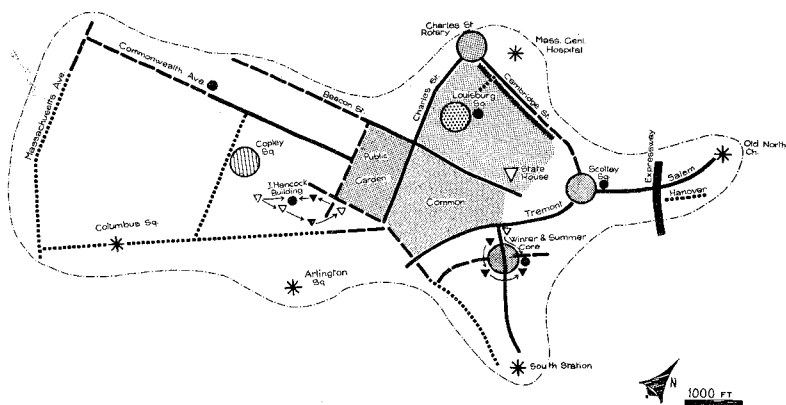 Charles St.
Rotary
Mass. Genl.
Hospital
Commonwealth Ave.
Massachusetts Ave
Beacon St.
Charles St.
Cambridge St.
Louisburg
Sq
Copley
Sq
Public
Garden
State
House
Scolley
Sq
Expressway
Old North
Ch.
Salem
Hanover
J. Hancock
Building
Common
Tremont
Columbus Sq.
Winter & Summer
Core
Arlington
Sq
South Station
N
1000 FT